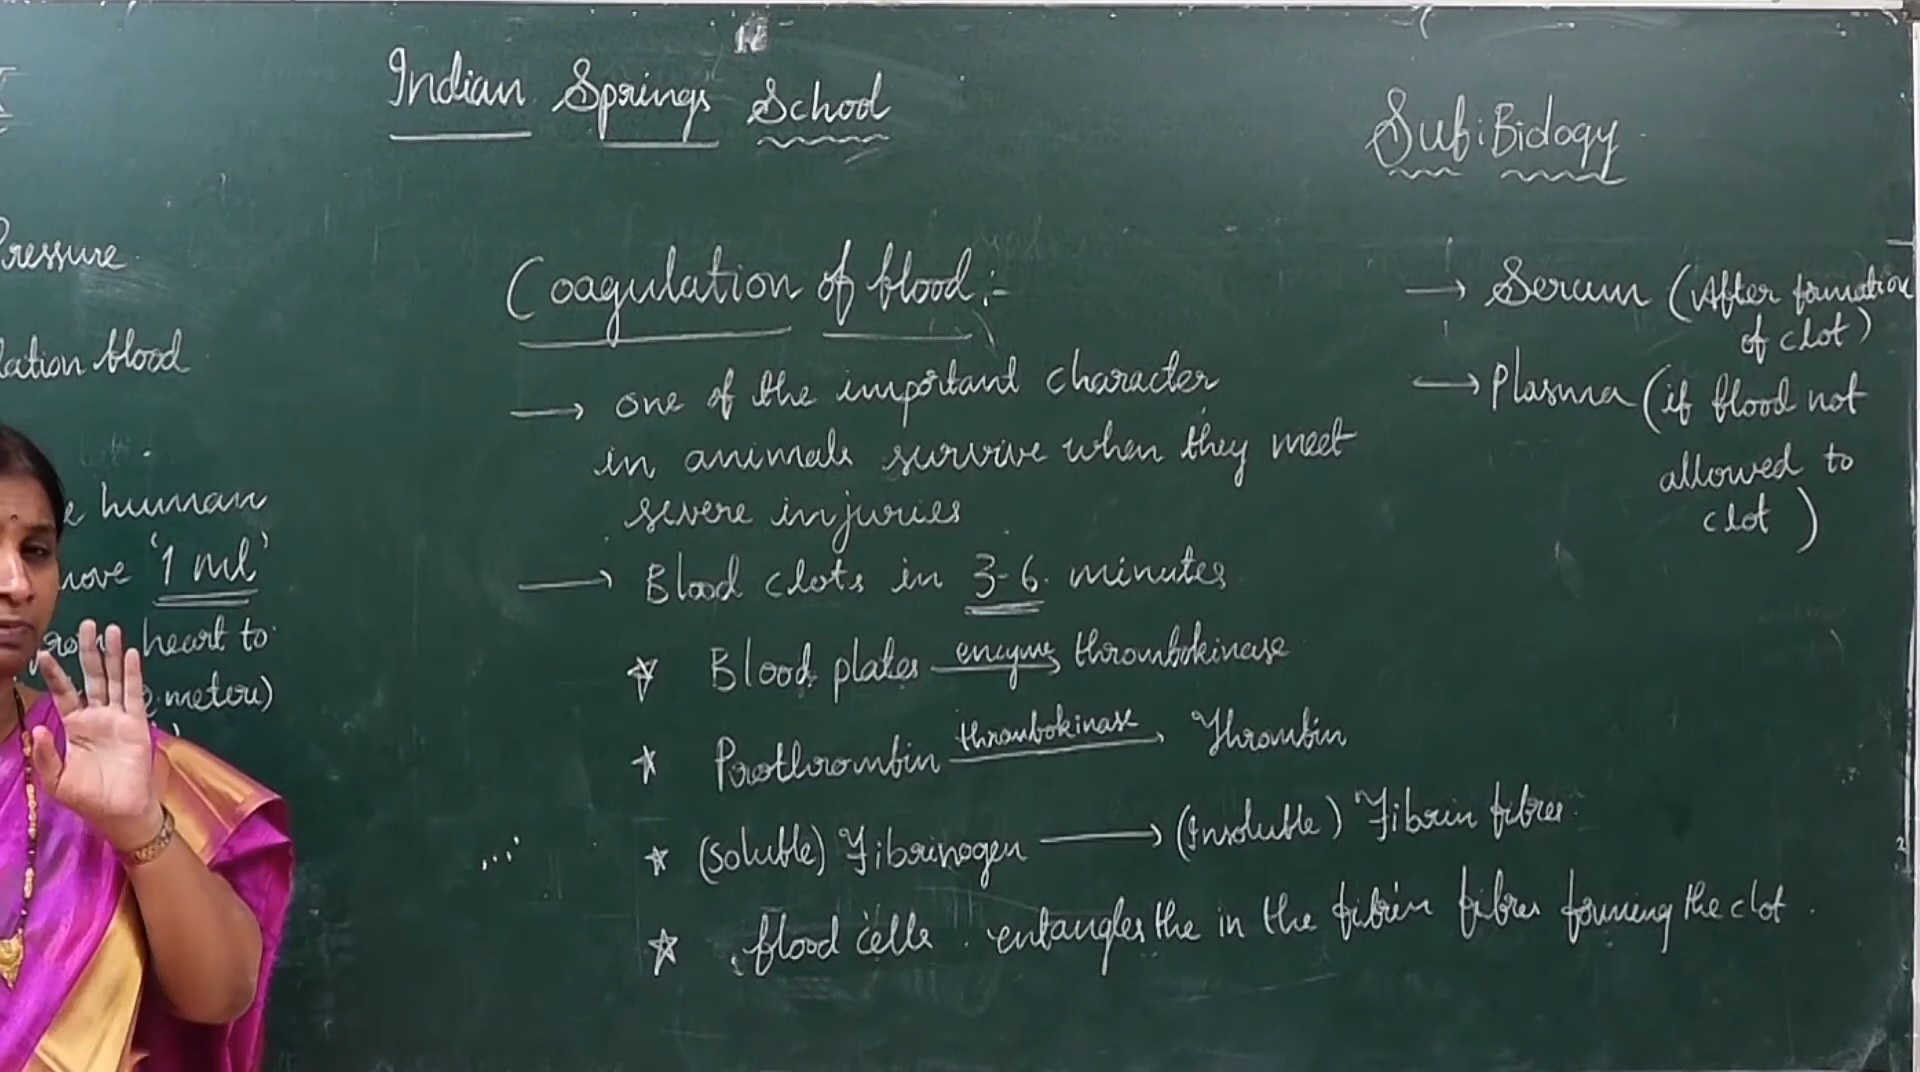 Indian Springs School
Sub: Biology
Pressure
lation blood
e human
move '1 ml'
from heart to
meters)
Coagulation of blood:-
→ one of the important character
in animals survive when they meet
severe injuries
→ Blood clots in 3-6 minutes
☆ Blood plates enzyme→ thrombokinase
☆ Prothrombin thrombokinase→ Thrombin
☆ (Soluble) Fibrinogen → (Insoluble) Fibrin fibres.
☆ blood cells entangles the in the fibrin fibres forming the clot.
→ Serum (After formation
of clot)
→ Plasma (if blood not
allowed to
clot)